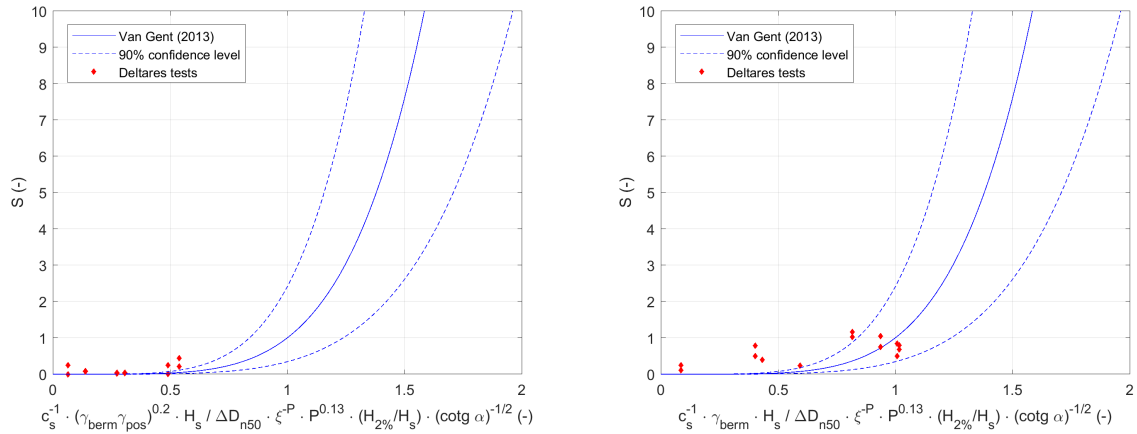 10
9
8
7
6
5
4
3
2
1
0
S (-)
Van Gent (2013)
90% confidence level
Deltares tests
0 0.5 1 1.5 2
c_s^-1 · (γ_berm γ_pos)^0.2 · H_s / ΔD_n50 · ξ^-P · P^0.13 · (H_2%/H_s) · (cotg α)^-1/2 (-)
10
9
8
7
6
5
4
3
2
1
0
S (-)
Van Gent (2013)
90% confidence level
Deltares tests
0 0.5 1 1.5 2
c_s^-1 · γ_berm · H_s / ΔD_n50 · ξ^-P · P^0.13 · (H_2%/H_s) · (cotg α)^-1/2 (-)